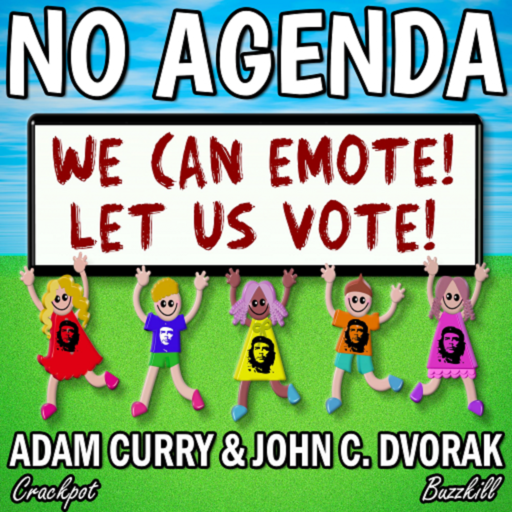 NO AGENDA
WE CAN EMOTE!
LET US VOTE!
ADAM CURRY & JOHN C. DVORAK
Crackpot Buzzkill